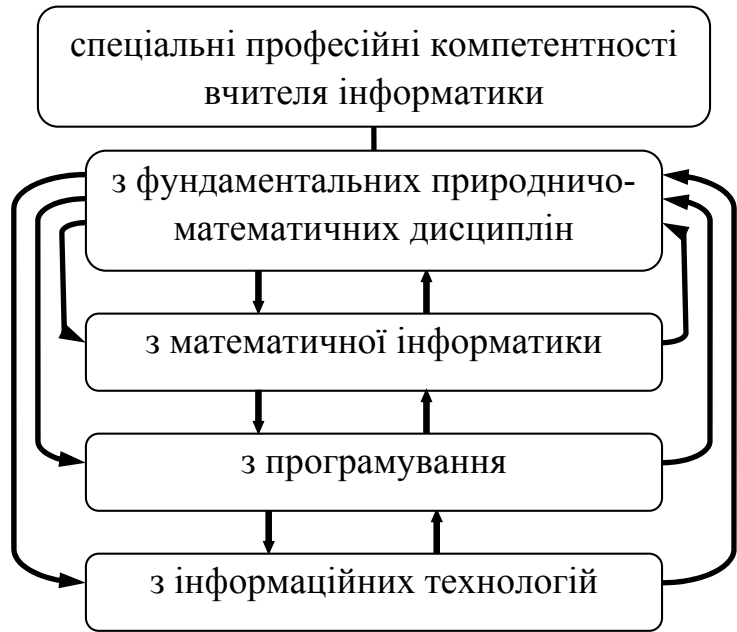 спеціальні професійні компетентності
вчителя інформатики
з фундаментальних природничо-
математичних дисциплін
з математичної інформатики
з програмування
з інформаційних технологій